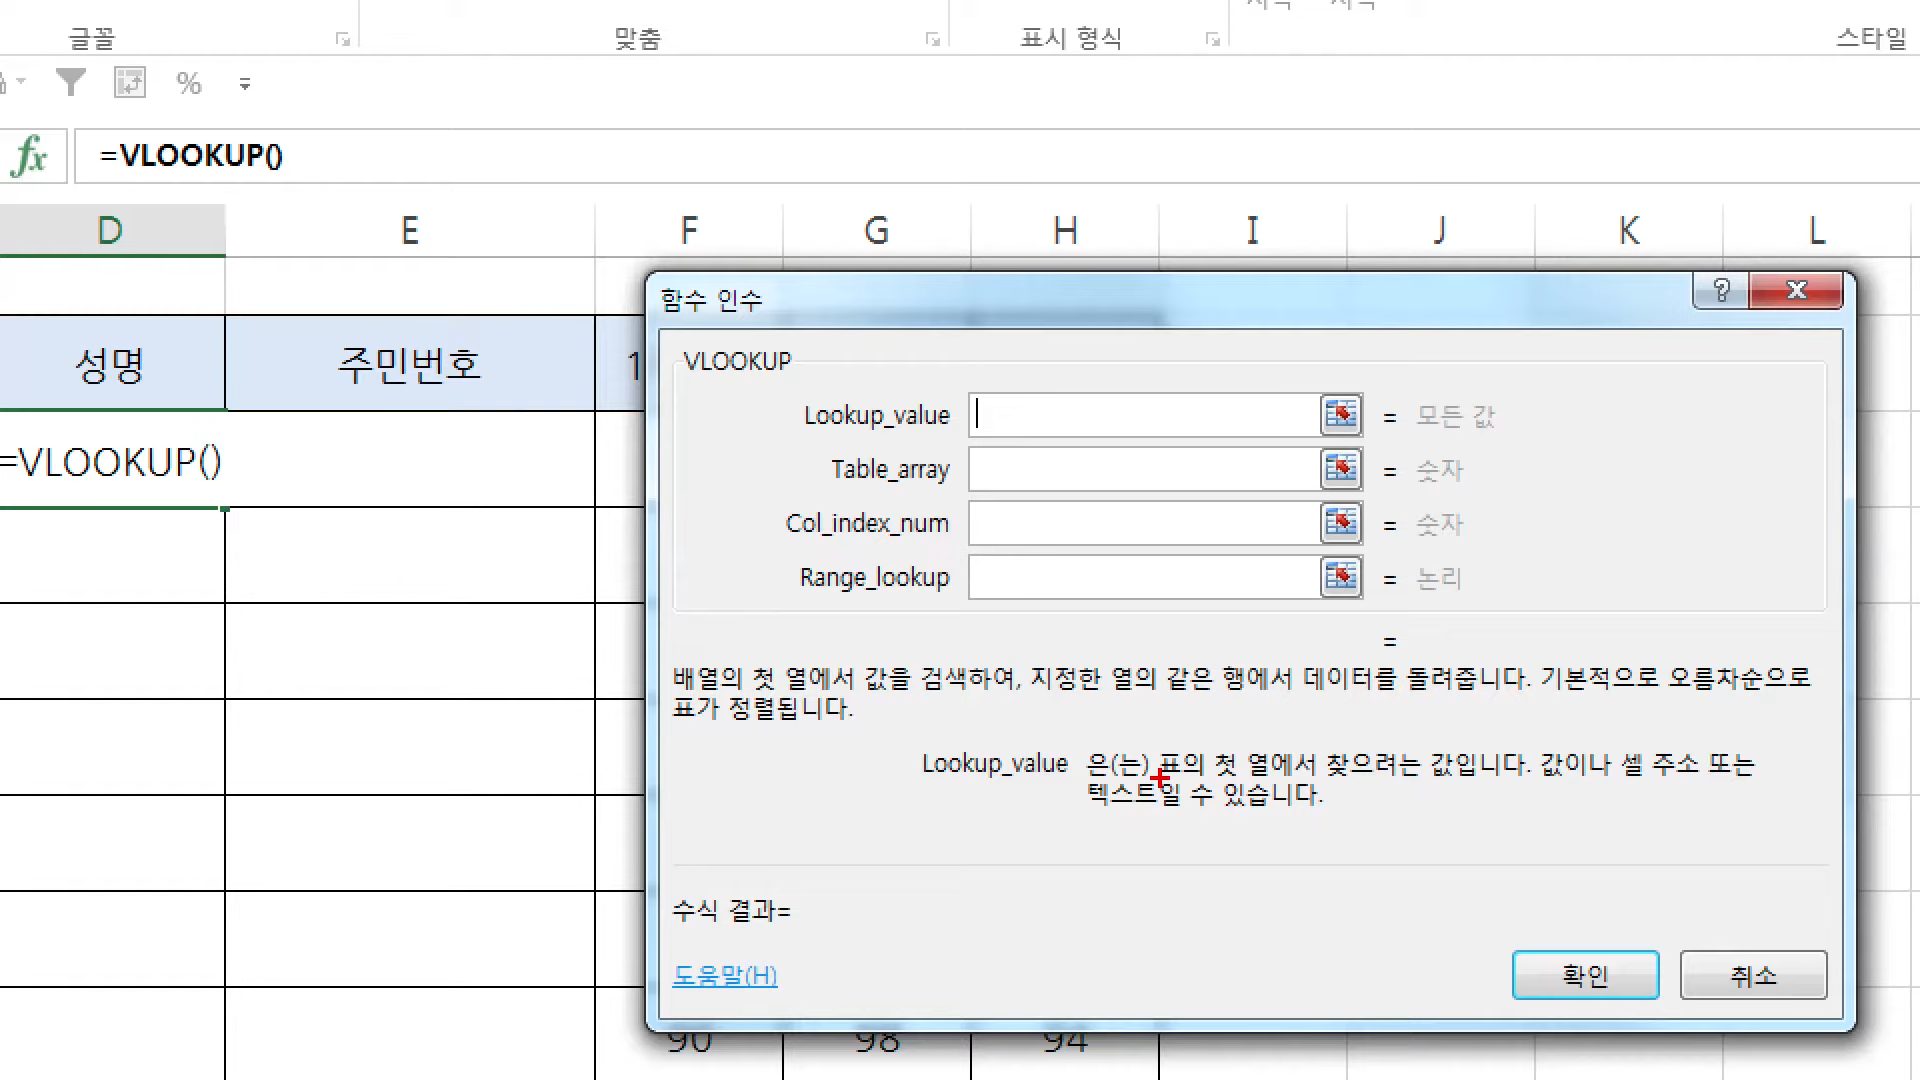 글꼴
맞춤
표시 형식
스타일
%
fx
=VLOOKUP()
D E F G H I J K L
성명
주민번호
1
=VLOOKUP()
함수 인수
?
X
VLOOKUP
Lookup_value = 모든 값
Table_array = 숫자
Col_index_num = 숫자
Range_lookup = 논리
=
배열의 첫 열에서 값을 검색하여, 지정한 열의 같은 행에서 데이터를 돌려줍니다. 기본적으로 오름차순으로
표가 정렬됩니다.
Lookup_value 은(는) 표의 첫 열에서 찾으려는 값입니다. 값이나 셀 주소 또는
텍스트일 수 있습니다.
수식 결과=
도움말(H)
확인
취소
90 98 94